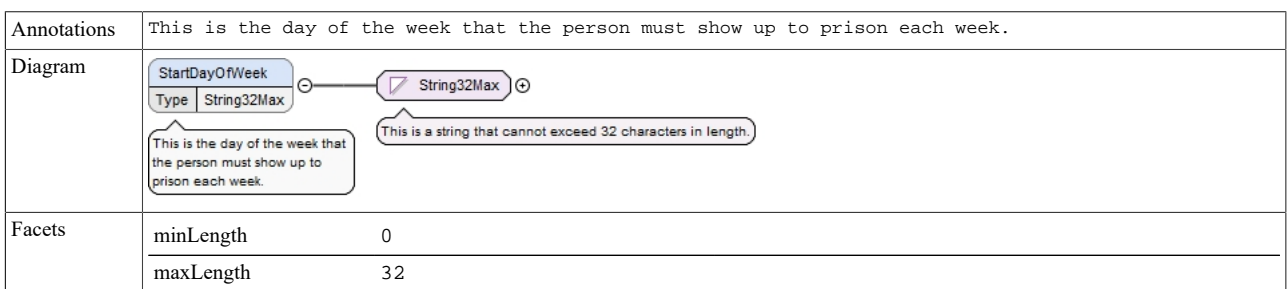 Annotations This is the day of the week that the person must show up to prison each week.
Diagram
StartDayOfWeek
Type String32Max
String32Max
This is the day of the week that
the person must show up to
prison each week.
This is a string that cannot exceed 32 characters in length.
Facets
minLength 0
maxLength 32